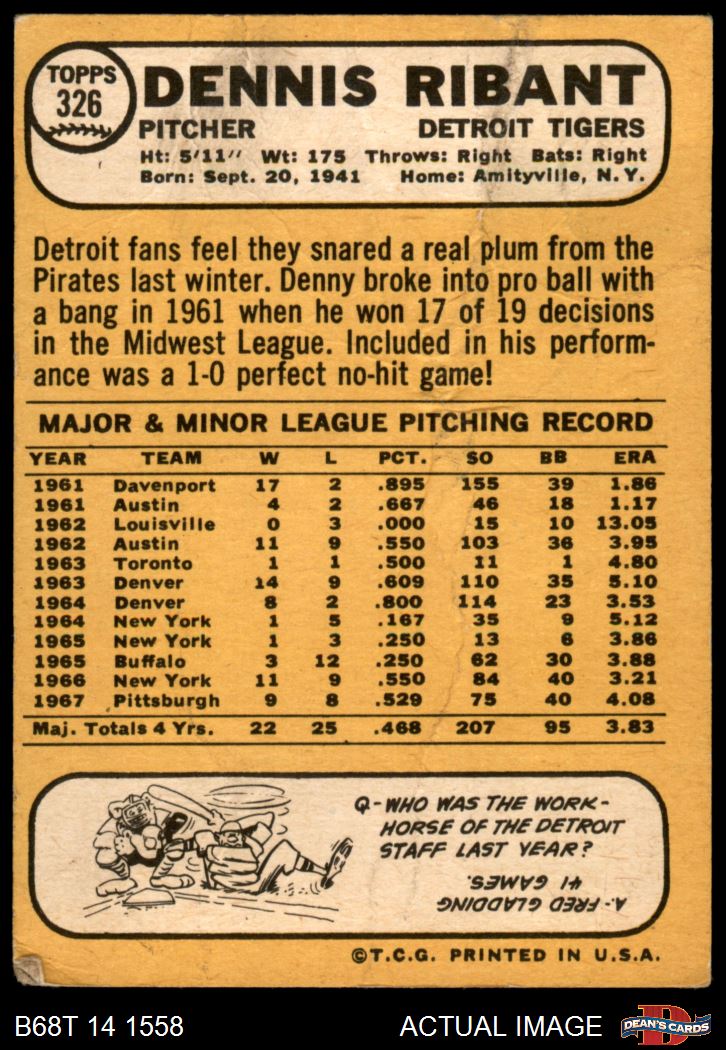 TOPPS
326
DENNIS RIBANT
PITCHER DETROIT TIGERS
Ht: 5'11" Wt: 175 Throws: Right Bats: Right
Born: Sept. 20, 1941 Home: Amityville, N.Y.
Detroit fans feel they snared a real plum from the
Pirates last winter. Denny broke into pro ball with
a bang in 1961 when he won 17 of 19 decisions
in the Midwest League. Included in his perform-
ance was a 1-0 perfect no-hit game!
MAJOR & MINOR LEAGUE PITCHING RECORD
YEAR TEAM W L PCT. SO BB ERA
1961 Davenport 17 2 .895 155 39 1.86
1961 Austin 4 2 .667 46 18 1.17
1962 Louisville 0 3 .000 15 10 13.05
1962 Austin 11 9 .550 103 36 3.95
1963 Toronto 1 1 .500 11 1 4.80
1963 Denver 14 9 .609 110 35 5.10
1964 Denver 8 2 .800 114 23 3.53
1964 New York 1 5 .167 35 9 5.12
1965 New York 1 3 .250 13 6 3.86
1965 Buffalo 3 12 .250 62 30 3.88
1966 New York 11 9 .550 84 40 3.21
1967 Pittsburgh 9 8 .529 75 40 4.08
Maj. Totals 4 Yrs. 22 25 .468 207 95 3.83
Q-WHO WAS THE WORK-
HORSE OF THE DETROIT
STAFF LAST YEAR?
A-FRED GLADDING
41 GAMES.
©T.C.G. PRINTED IN U.S.A.
B68T 14 1558 ACTUAL IMAGE
D
DEAN'S CARDS